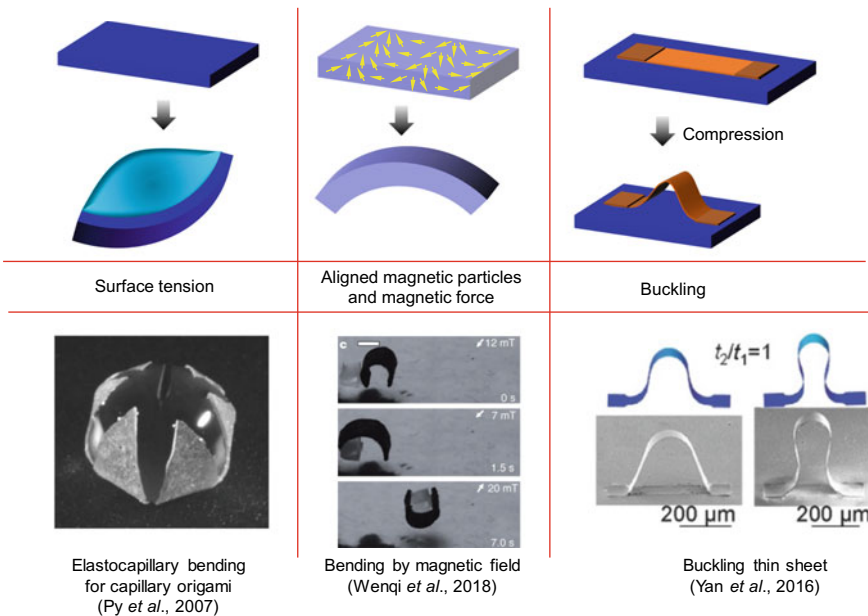 Compression
Surface tension
Aligned magnetic particles
and magnetic force
Buckling
c
12 mT
0 s
7 mT
1.5 s
20 mT
7.0 s
t₂/t₁=1
200 µm
200 µm
Elastocapillary bending
for capillary origami
(Py et al., 2007)
Bending by magnetic field
(Wenqi et al., 2018)
Buckling thin sheet
(Yan et al., 2016)